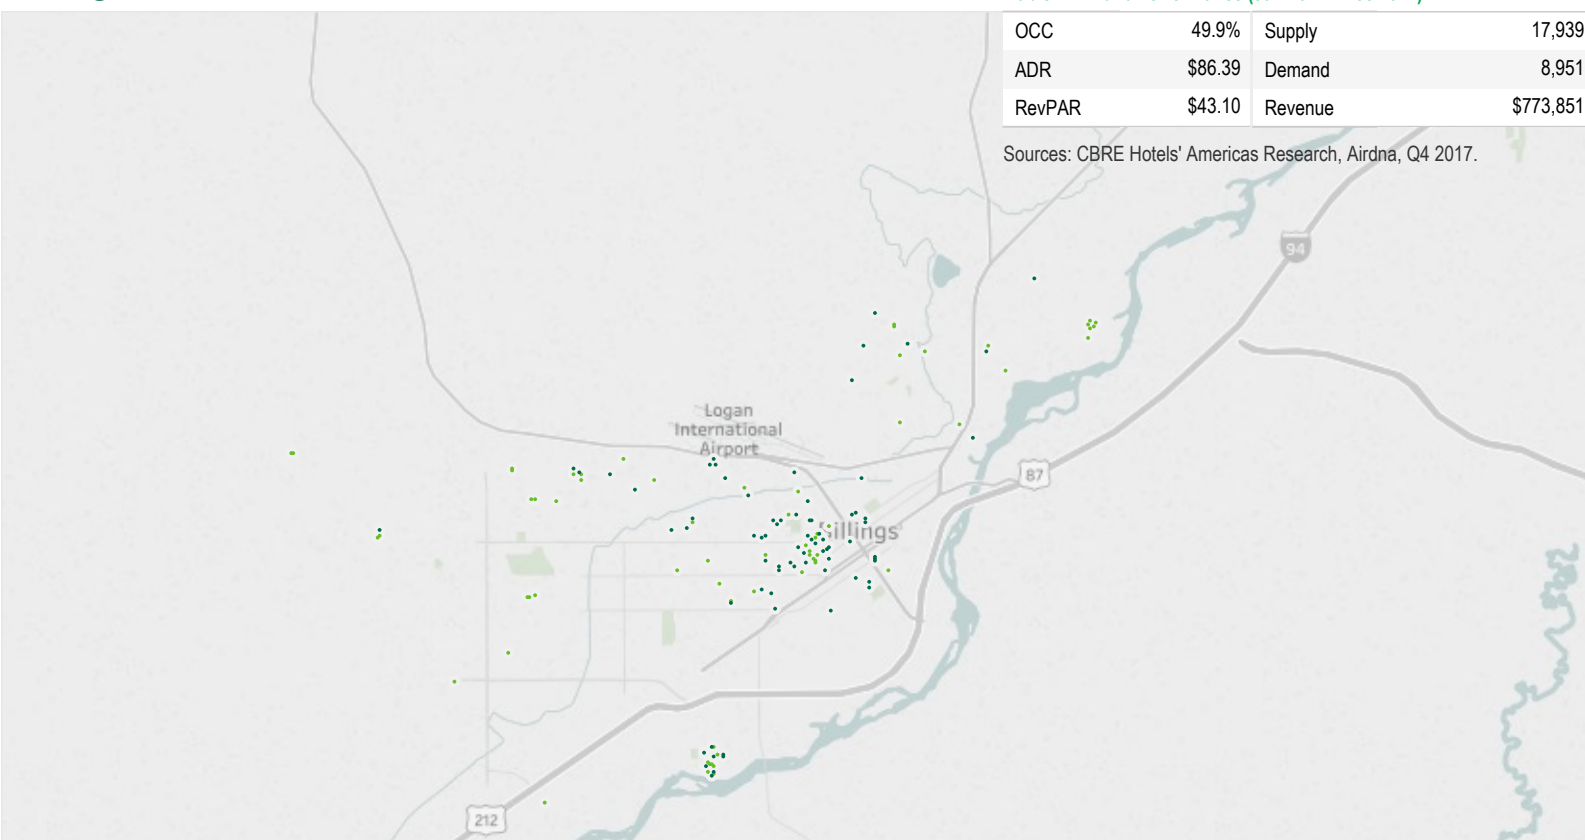 OCC 49.9% Supply 17,939
ADR $86.39 Demand 8,951
RevPAR $43.10 Revenue $773,851
Sources: CBRE Hotels' Americas Research, Airdna, Q4 2017.
94
Logan
International
Airport
87
Billings
212